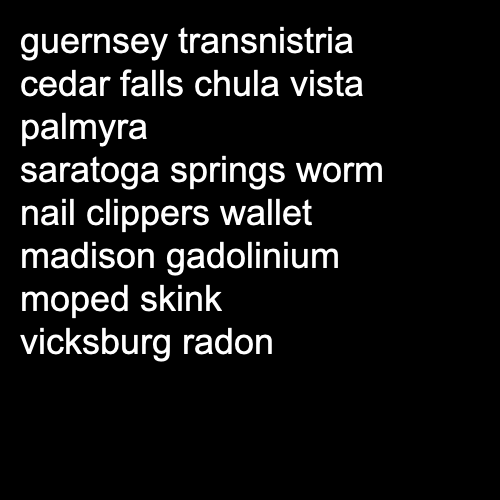 guernsey transnistria
cedar falls chula vista
palmyra
saratoga springs worm
nail clippers wallet
madison gadolinium
moped skink
vicksburg radon